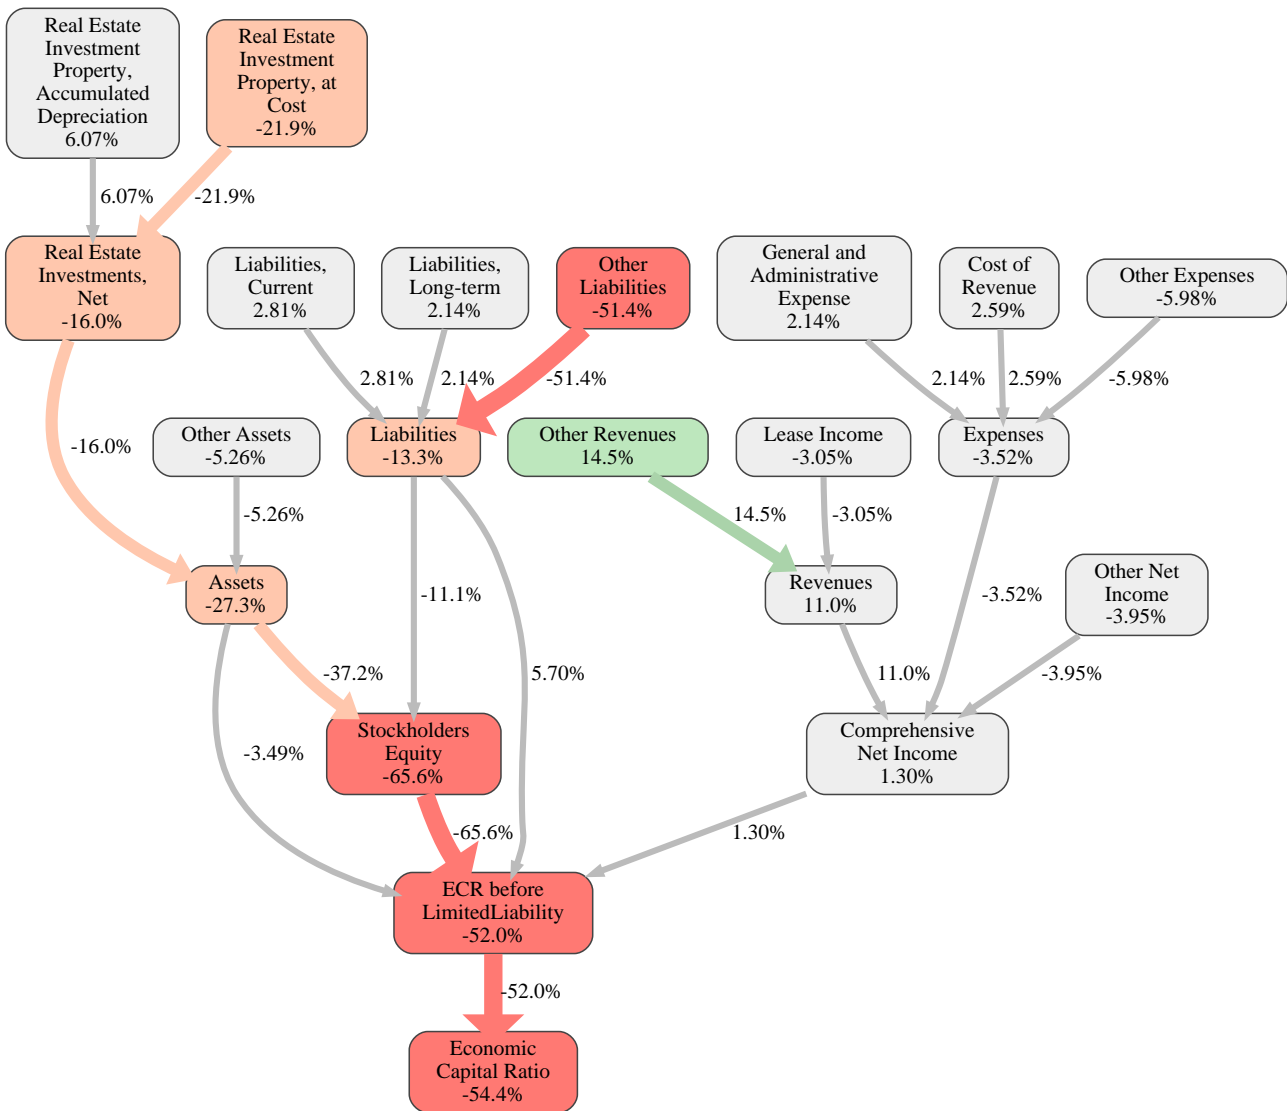 Real Estate
Investment
Property,
Accumulated
Depreciation
6.07%
Real Estate
Investment
Property, at
Cost
-21.9%
6.07%
-21.9%
Real Estate
Investments,
Net
-16.0%
Liabilities,
Current
2.81%
Liabilities,
Long-term
2.14%
Other
Liabilities
-51.4%
General and
Administrative
Expense
2.14%
Cost of
Revenue
2.59%
Other Expenses
-5.98%
2.81%
2.14%
-51.4%
2.14%
2.59%
-5.98%
-16.0%
Other Assets
-5.26%
Liabilities
-13.3%
Other Revenues
14.5%
Lease Income
-3.05%
Expenses
-3.52%
-5.26%
14.5%
-3.05%
Assets
-27.3%
-11.1%
Revenues
11.0%
-3.52%
Other Net
Income
-3.95%
-37.2%
5.70%
11.0%
-3.95%
-3.49%
Stockholders
Equity
-65.6%
Comprehensive
Net Income
1.30%
-65.6%
1.30%
ECR before
LimitedLiability
-52.0%
-52.0%
Economic
Capital Ratio
-54.4%